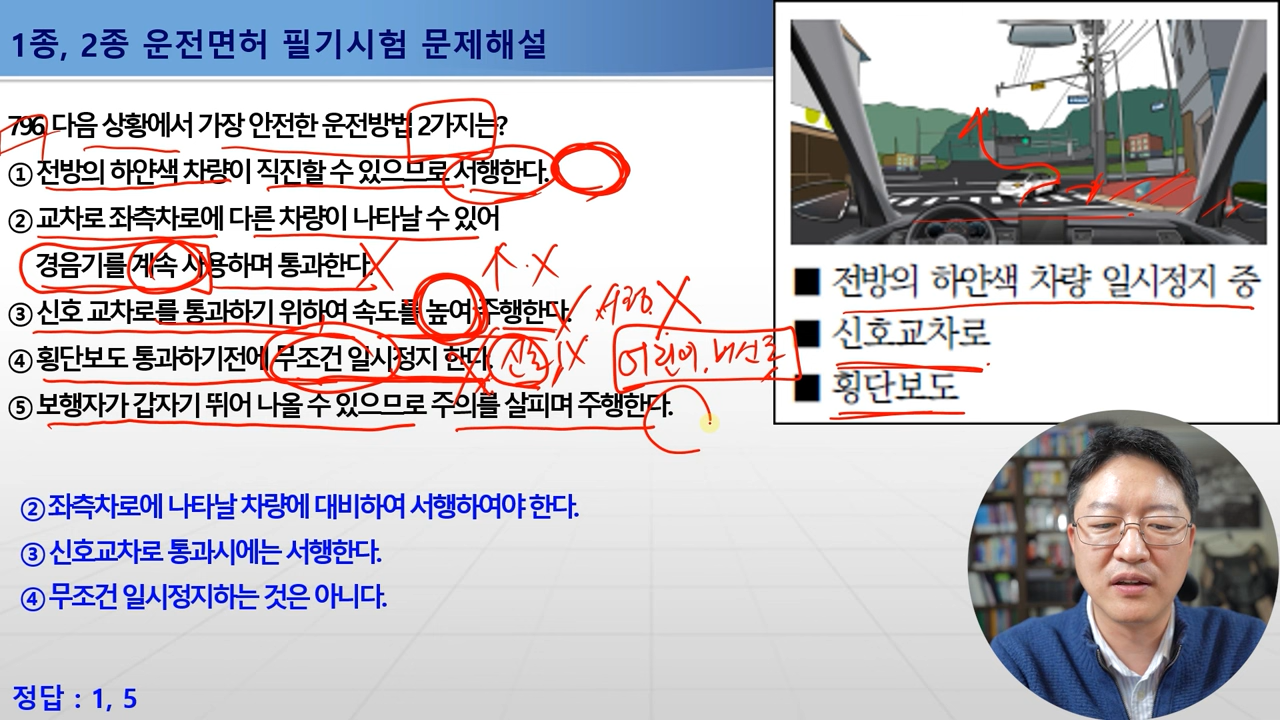 1종, 2종 운전면허 필기시험 문제해설
796. 다음 상황에서 가장 안전한 운전방법 2가지는?
① 전방의 하얀색 차량이 직진할 수 있으므로 서행한다.
② 교차로 좌측차로에 다른 차량이 나타날 수 있어
경음기를 계속 사용하며 통과한다.
③ 신호 교차로를 통과하기 위하여 속도를 높여 주행한다.
서행
④ 횡단보도 통과하기전에 무조건 일시정지 한다.
신호
⑤ 보행자가 갑자기 뛰어 나올 수 있으므로 주의를 살피며 주행한다.
② 좌측차로에 나타날 차량에 대비하여 서행하여야 한다.
③ 신호교차로 통과시에는 서행한다.
④ 무조건 일시정지하는 것은 아니다.
정답 : 1, 5
■ 전방의 하얀색 차량 일시정지 중
■ 신호교차로
■ 횡단보도